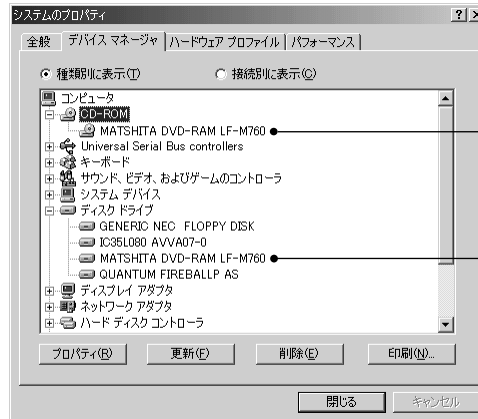 システムのプロパティ
全般 デバイス マネージャ ハードウェア プロファイル パフォーマンス
種類別に表示(T) 接続別に表示(C)
コンピュータ
CD-ROM
MATSHITA DVD-RAM LF-M760
Universal Serial Bus controllers
キーボード
サウンド、ビデオ、およびゲームのコントローラ
システム デバイス
ディスク ドライブ
GENERIC NEC FLOPPY DISK
IC35L080 AVVA07-0
MATSHITA DVD-RAM LF-M760
QUANTUM FIREBALLP AS
ディスプレイ アダプタ
ネットワーク アダプタ
ハード ディスク コントローラ
プロパティ(R) 更新(F) 削除(E) 印刷(N)...
閉じる キャンセル